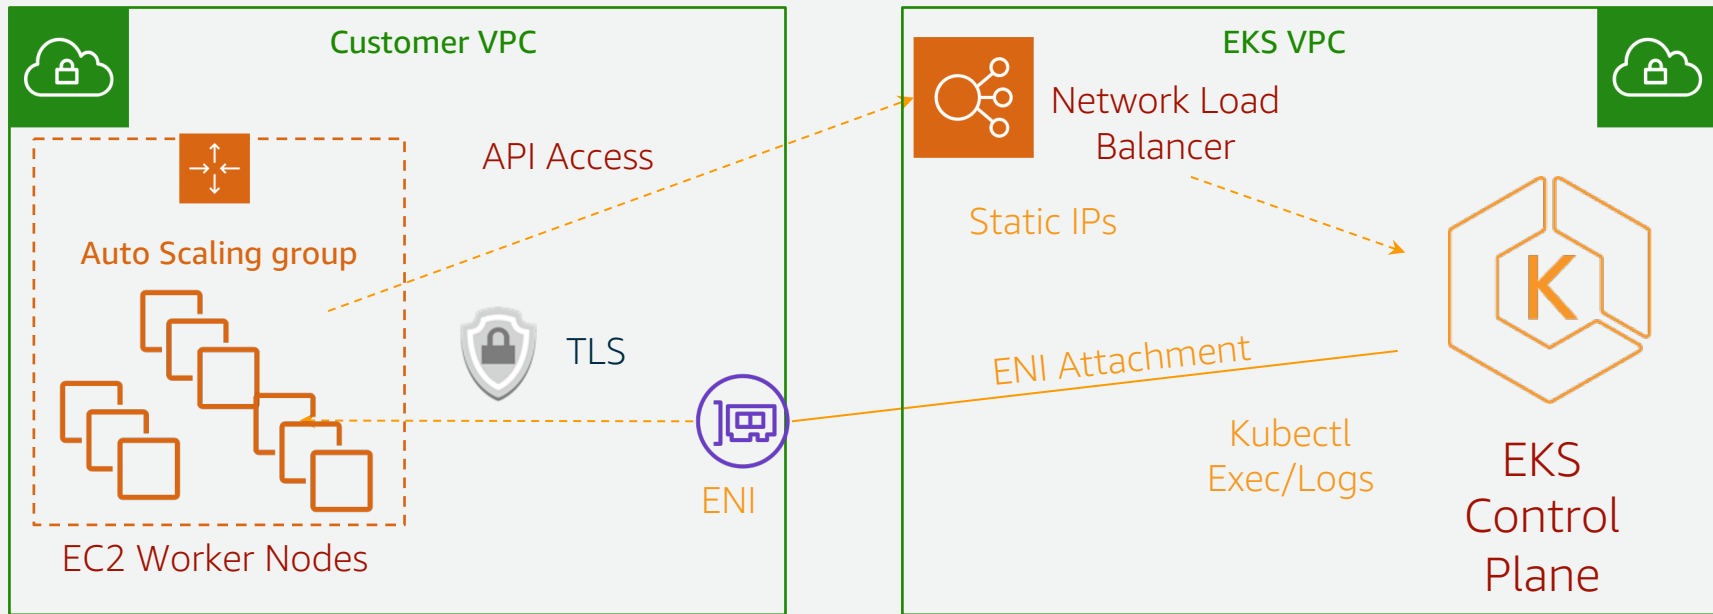 Customer VPC
EKS VPC
Network Load
Balancer
API Access
Static IPs
Auto Scaling group
TLS
ENI Attachment
K
ENI
Kubectl
Exec/Logs
EC2 Worker Nodes
EKS
Control
Plane